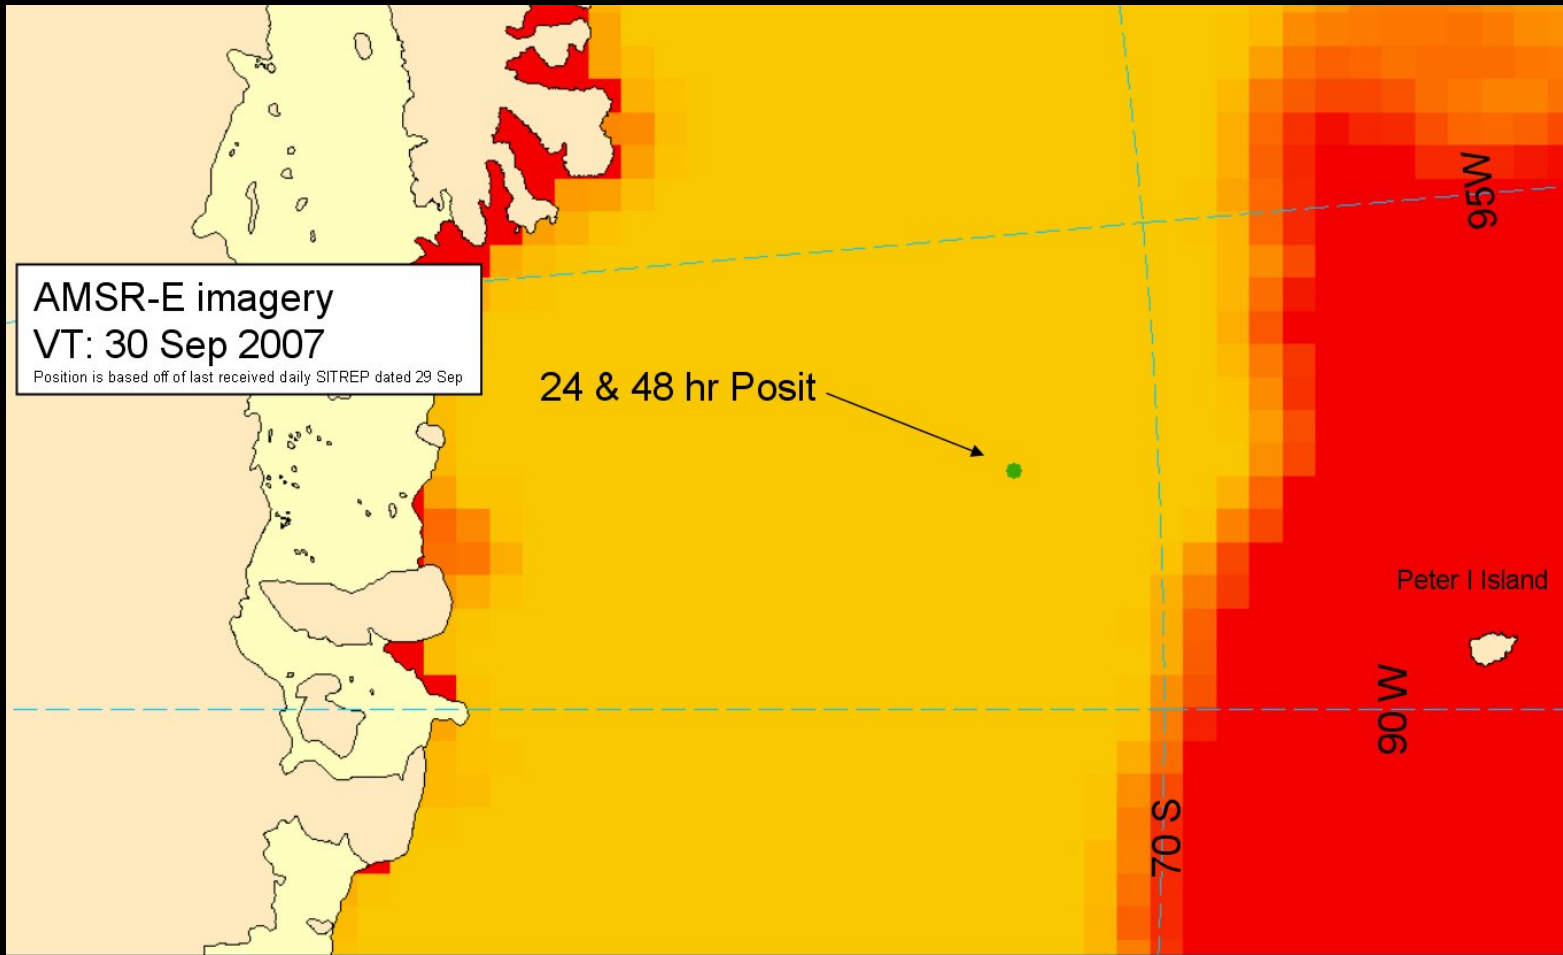 95W
AMSR-E imagery
VT: 30 Sep 2007
Position is based off of last received daily SITREP dated 29 Sep
24 & 48 hr Posit
Peter I Island
90 W
70 S